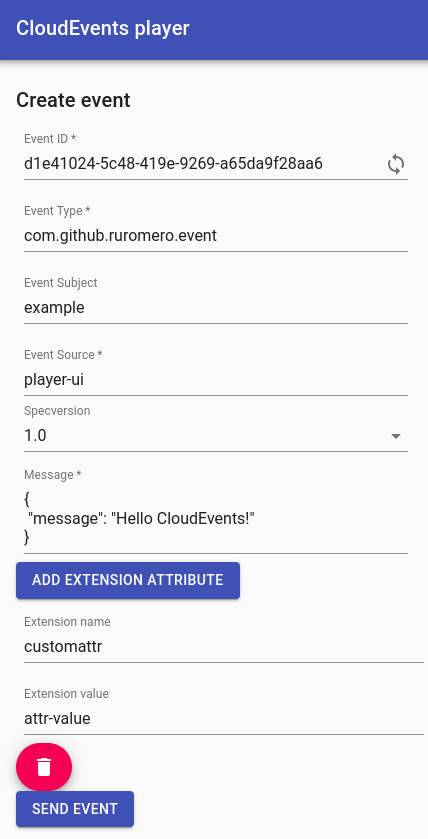 CloudEvents player
Create event
Event ID *
d1e41024-5c48-419e-9269-a65da9f28aa6
Event Type *
com.github.ruromero.event
Event Subject
example
Event Source *
player-ui
Specversion
1.0
Message *
{
"message": "Hello CloudEvents!"
}
ADD EXTENSION ATTRIBUTE
Extension name
customattr
Extension value
attr-value
SEND EVENT